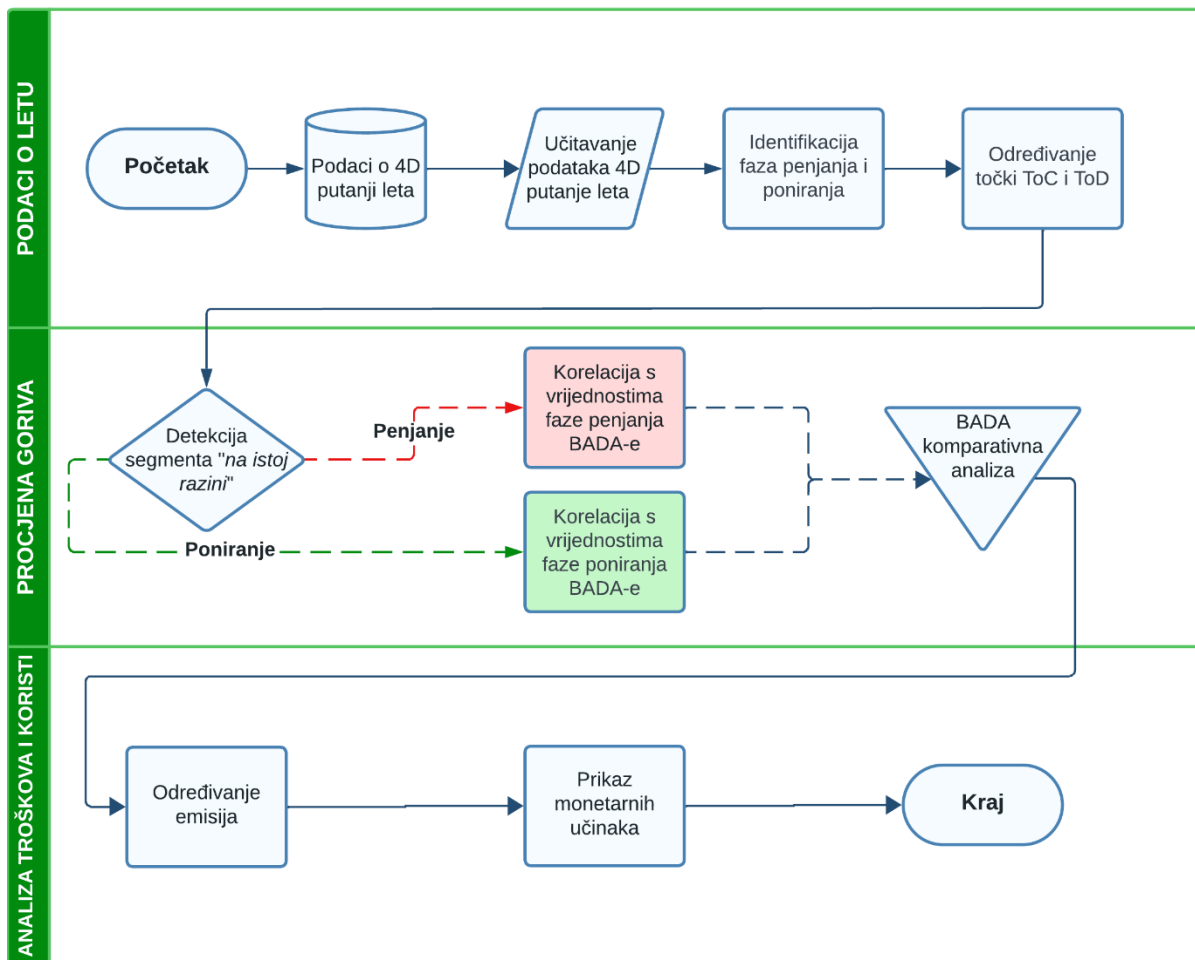 PODACI O LETU
Početak
Podaci o 4D
putanji leta
Učitavanje
podataka 4D
putanje leta
Identifikacija
faza penjanja i
poniranja
Određivanje
točki ToC i ToD
PROCJENA GORIVA
Detekcija
segmenta "na istoj
razini"
Penjanje
Poniranje
Korelacija s
vrijednostima
faze penjanja
BADA-e
Korelacija s
vrijednostima
faze poniranja
BADA-e
BADA
komparativna
analiza
ANALIZA TROŠKOVA I KORISTI
Određivanje
emisija
Prikaz
monetarnih
učinaka
Kraj